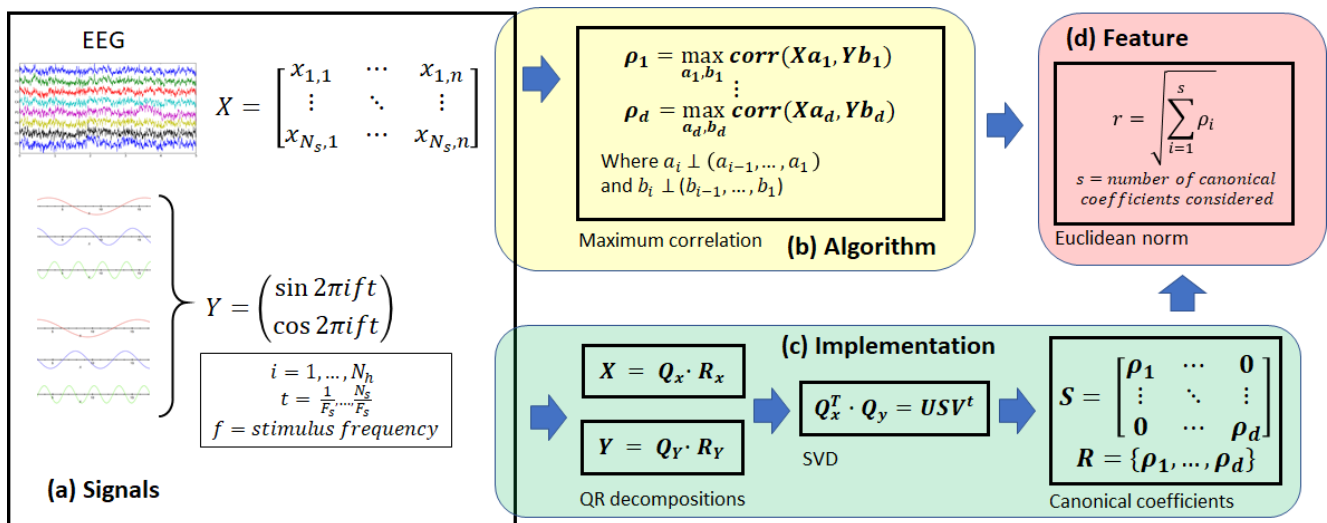 EEG
X = [x_{1,1} ⋯ x_{1,n}
⋮ ⋱ ⋮
x_{N_s,1} ⋯ x_{N_s,n}]
Y = (sin 2πift
cos 2πift)
i = 1, … , N_h
t = 1/F_s,…,N_s/F_s
f = stimulus frequency
(a) Signals
ρ_1 = max_{a_1,b_1} corr(Xa_1, Yb_1)
⋮
ρ_d = max_{a_d,b_d} corr(Xa_d, Yb_d)
Where a_i ⊥ (a_{i−1}, … , a_1 )
and b_i ⊥ (b_{i−1}, … , b_1)
Maximum correlation
(b) Algorithm
(c) Implementation
X = Q_x· R_x
Y = Q_Y· R_Y
QR decompositions
Q_x^T · Q_y = USV^t
SVD
S = [ρ_1 ⋯ 0
⋮ ⋱ ⋮
0 ⋯ ρ_d]
R = {ρ_1, … , ρ_d}
Canonical coefficients
(d) Feature
r = √(∑_{i=1}^{s} ρ_i)
s = number of canonical
coefficients considered
Euclidean norm